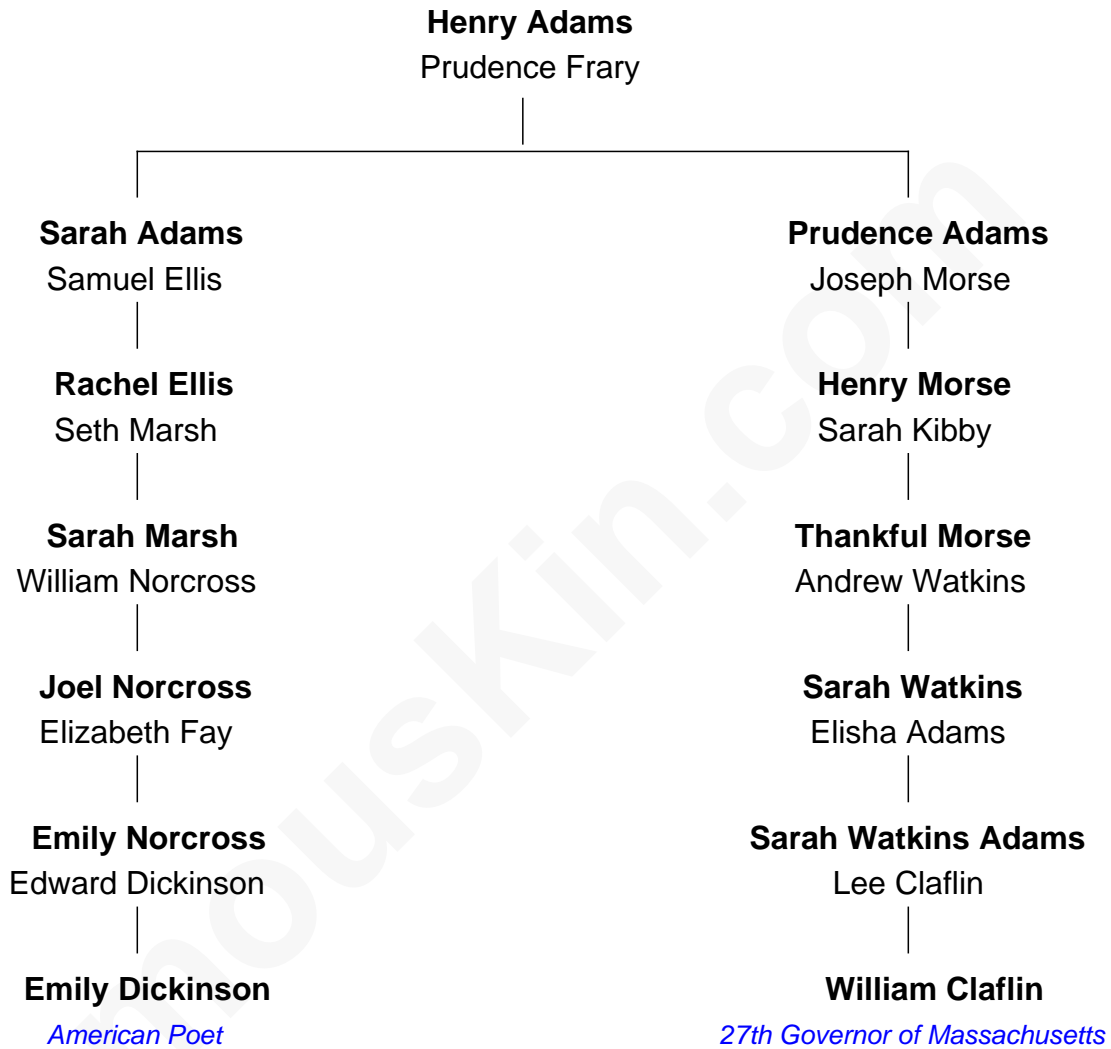 Henry Adams
Prudence Frary
Sarah Adams
Samuel Ellis
Prudence Adams
Joseph Morse
Rachel Ellis
Seth Marsh
Henry Morse
Sarah Kibby
Sarah Marsh
William Norcross
Thankful Morse
Andrew Watkins
Joel Norcross
Elizabeth Fay
Sarah Watkins
Elisha Adams
Emily Norcross
Edward Dickinson
Sarah Watkins Adams
Lee Claflin
Emily Dickinson
American Poet
William Claflin
27th Governor of Massachusetts
mousKin.com